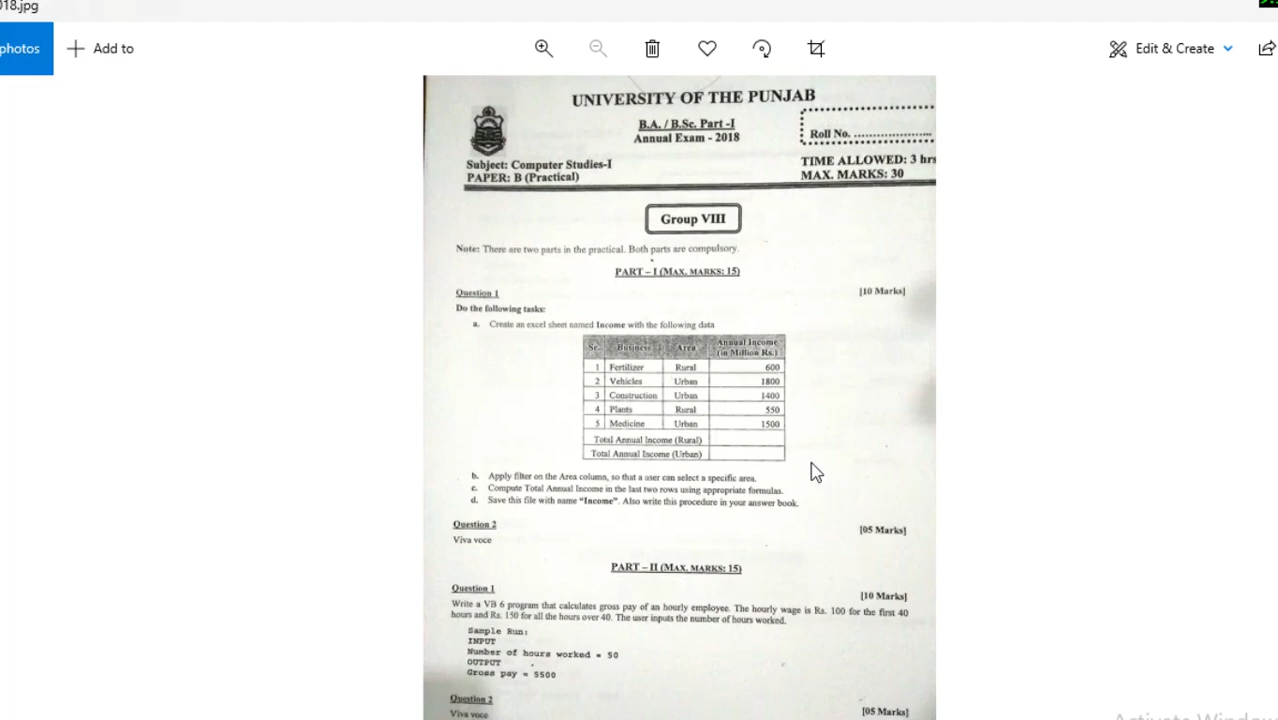 018.jpg
photos
Add to
Edit & Create
UNIVERSITY OF THE PUNJAB
B.A. / B.Sc. Part -I
Annual Exam - 2018
Roll No. ......................
Subject: Computer Studies-I
TIME ALLOWED: 3 hrs
PAPER: B (Practical)
MAX. MARKS: 30
Group VIII
Note: There are two parts in the practical. Both parts are compulsory.
PART – I (MAX. MARKS: 15)
Question 1 [10 Marks]
Do the following tasks:
a. Create an excel sheet named Income with the following data
Sr. Business Area Annual Income (in Million Rs.)
1 Fertilizer Rural 600
2 Vehicles Urban 1800
3 Construction Urban 1400
4 Plants Rural 550
5 Medicine Urban 1500
Total Annual Income (Rural)
Total Annual Income (Urban)
b. Apply filter on the Area column, so that a user can select a specific area.
c. Compute Total Annual Income in the last two rows using appropriate formulas.
d. Save this file with name “Income”. Also write this procedure in your answer book.
Question 2 [05 Marks]
Viva voce
PART – II (MAX. MARKS: 15)
Question 1 [10 Marks]
Write a VB 6 program that calculates gross pay of an hourly employee. The hourly wage is Rs. 100 for the first 40
hours and Rs. 150 for all the hours over 40. The user inputs the number of hours worked.
Sample Run:
INPUT
Number of hours worked = 50
OUTPUT
Gross pay = 5500
Question 2 [05 Marks]
Viva voce